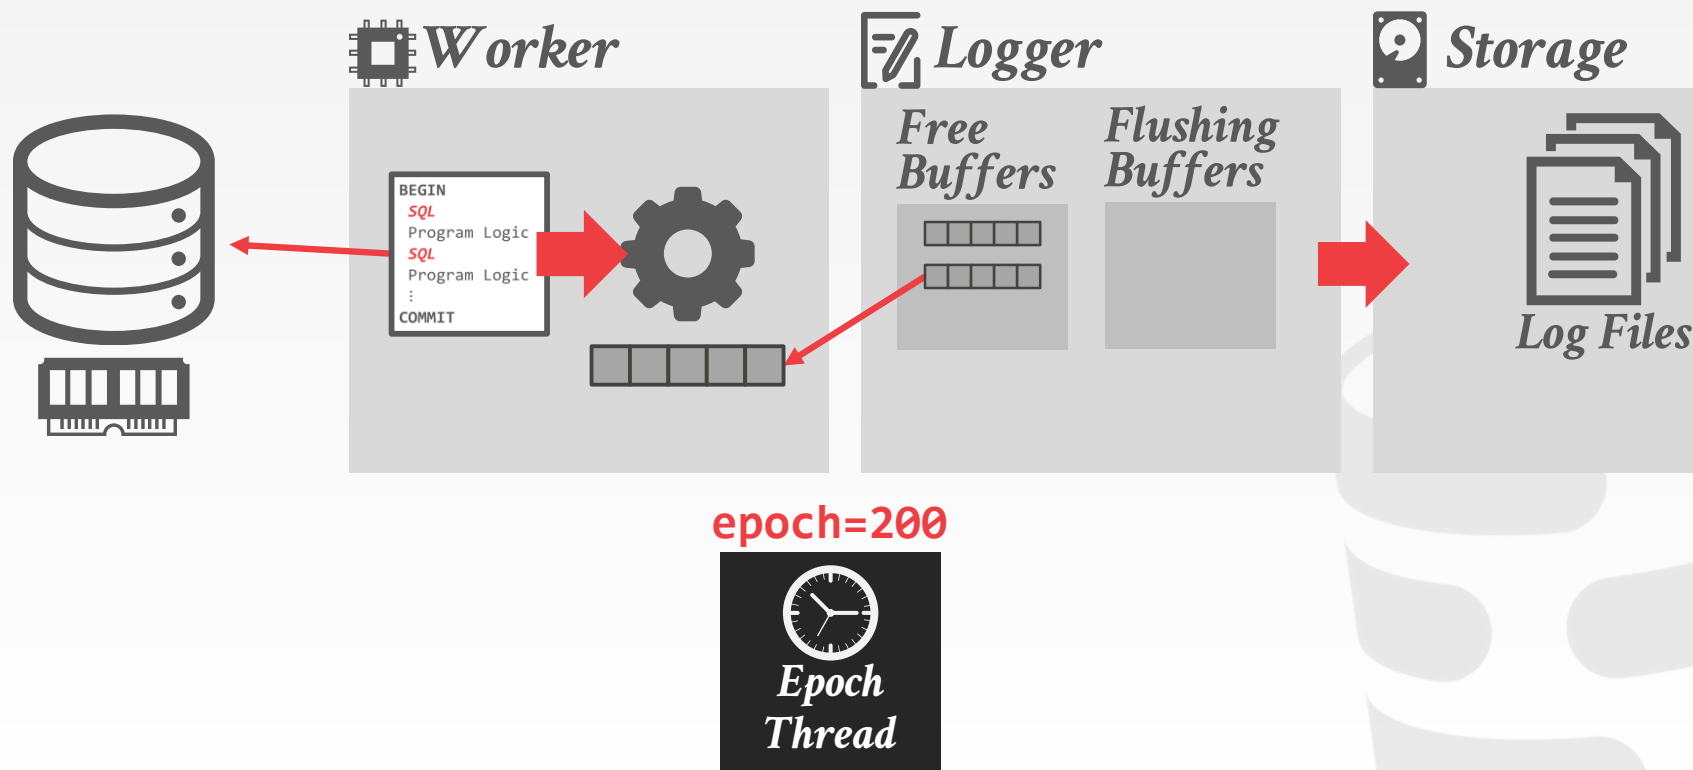 Worker
Logger
Storage
BEGIN
SQL
Program Logic
SQL
Program Logic
⋮
COMMIT
Free
Buffers
Flushing
Buffers
Log Files
epoch=200
Epoch
Thread